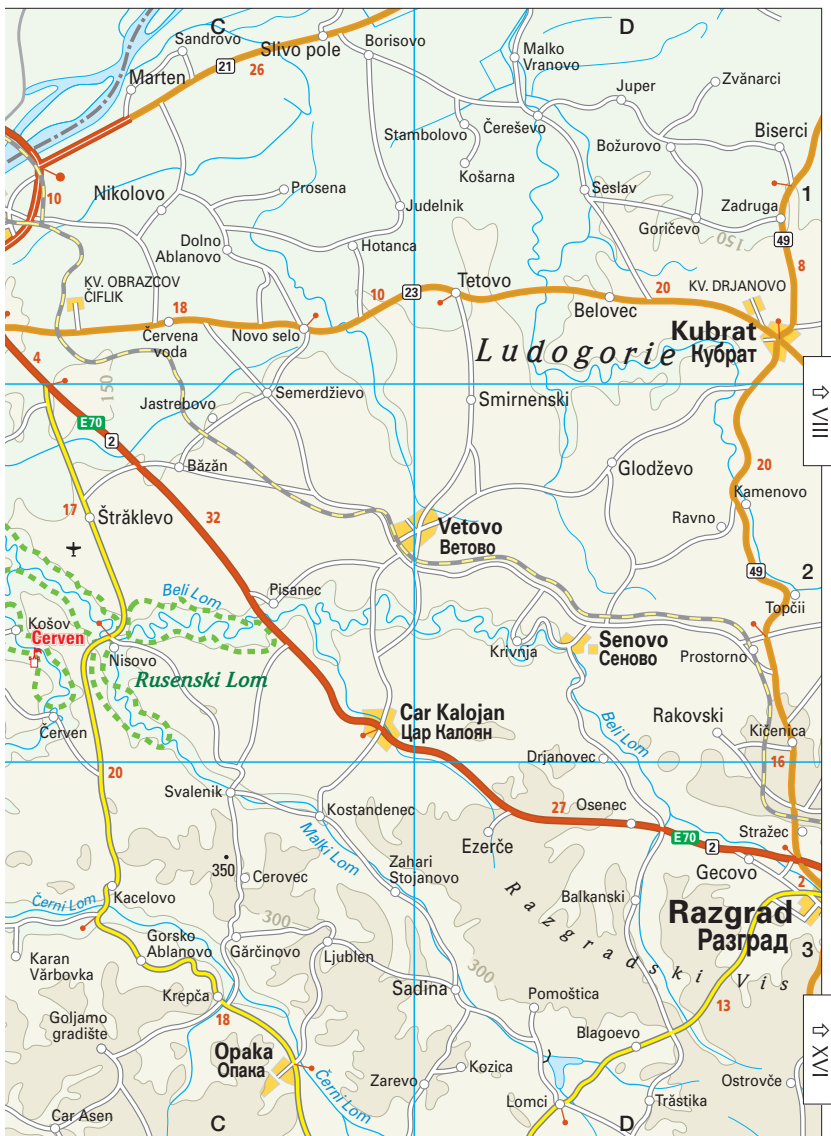 C
D
Sandrovo
Slivo pole
Borisovo
Malko
Vranovo
21
26
Marten
Juper
Zvănarci
Stambolovo
Čereševo
Božurovo
Biserci
Košarna
10
Nikolovo
Prosena
Judelnik
Seslav
Zadruga
1
Goričevo
150
49
Dolno
Ablanovo
Hotanca
8
KV. OBRAZCOV
ČIFLIK
18
10
23
Tetovo
20
KV. DRJANOVO
Belovec
Červena
voda
Novo selo
Kubrat
Кубрат
Ludogorie
4
150
Jastrebovo
Semerdžievo
Smirnenski
⇨ VIII
E70
2
Băzăn
Glodževo
20
Kamenovo
17
Štrăklevo
32
Vetovo
Ветово
Ravno
49
2
Beli Lom
Pisanec
Topčii
Košov
Červen
Nisovo
Krivnja
Senovo
Сеново
Prostorno
Rusenski Lom
Červen
Car Kalojan
Цар Калоян
Beli Lom
Rakovski
Kičenica
Drjanovec
16
20
Svalenik
Kostandenec
27
Osenec
E70
2
Stražec
Malki Lom
Ezerče
Gecovo
350
Cerovec
Zahari
Stojanovo
2
Kacelovo
Balkanski
Razgrad
Разград
Černi Lom
300
Razgradski Vis
Karan
Vărbovka
Gorsko
Ablanovo
Gărčinovo
Ljublen
300
3
Krepča
Sadina
Pomoštica
13
Goljamo
gradište
18
Blagoevo
⇨ XVI
Opaka
Опака
Černi Lom
Zarevo
Kozica
Ostrovče
Car Asen
Lomci
Trăstika
C
D